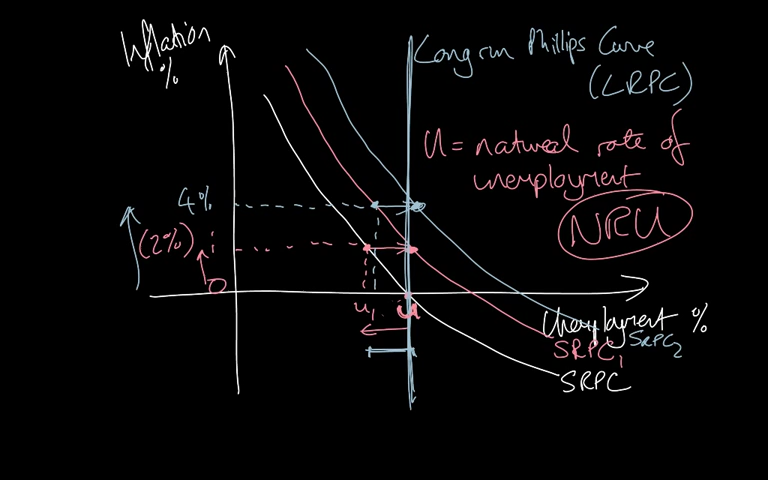 Inflation
%
Long run Phillips Curve
(LRPC)
U = natural rate of
unemployment
NRU
4%
(2%) i
0
u1
u
Unemployment %
SRPC2
SRPC1
SRPC